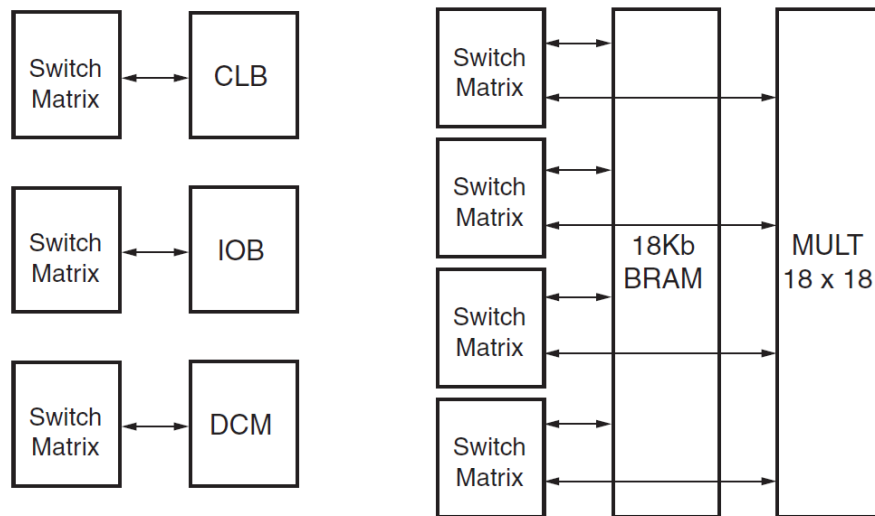 Switch
Matrix
CLB
Switch
Matrix
IOB
Switch
Matrix
DCM
Switch
Matrix
Switch
Matrix
Switch
Matrix
Switch
Matrix
18Kb
BRAM
MULT
18 x 18